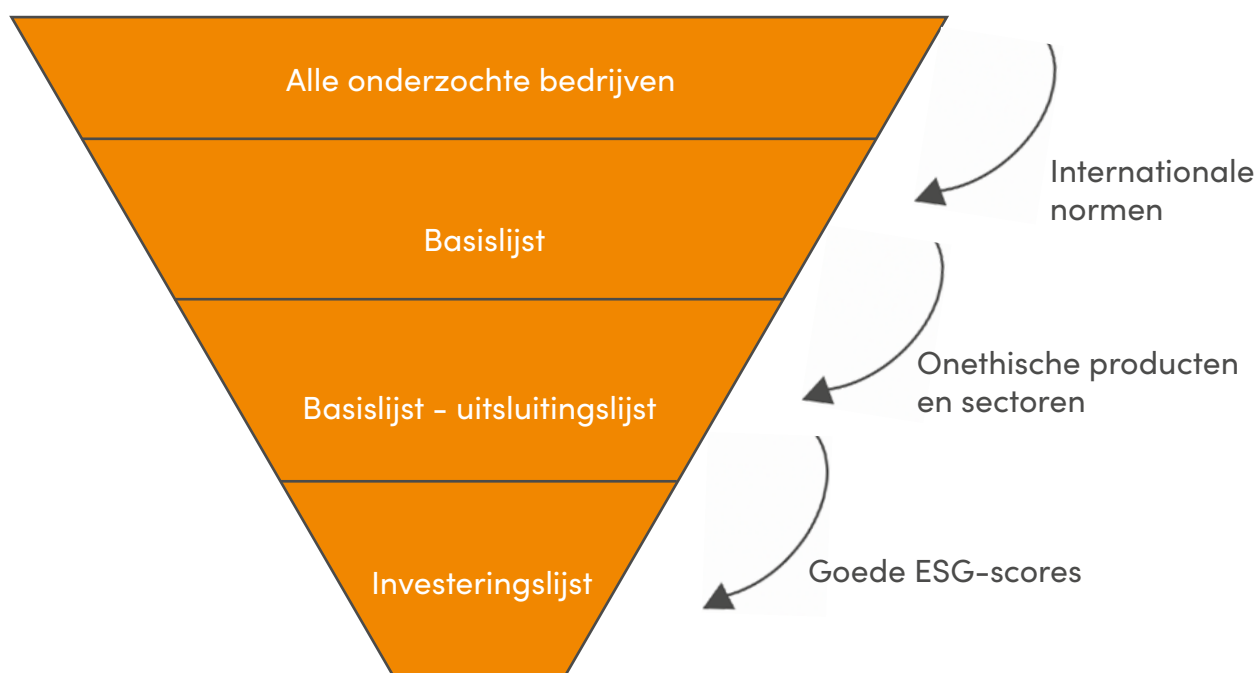 Alle onderzochte bedrijven
Internationale
normen
Basislijst
Onethische producten
en sectoren
Basislijst - uitsluitingslijst
Goede ESG-scores
Investeringslijst